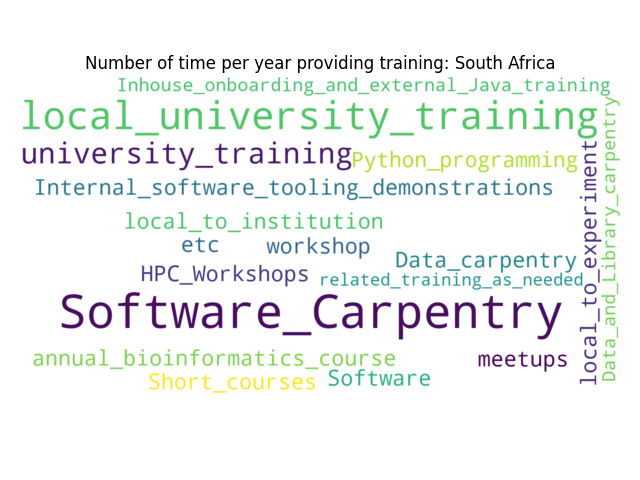 Number of time per year providing training: South Africa
Inhouse_onboarding_and_external_Java_training
local_university_training
university_training
Python_programming
Internal_software_tooling_demonstrations
local_to_institution
etc
workshop
Data_carpentry
HPC_Workshops
related_training_as_needed
Software_Carpentry
annual_bioinformatics_course
meetups
Short_courses
Software
local_to_experiment
Data_and_Library_carpentry